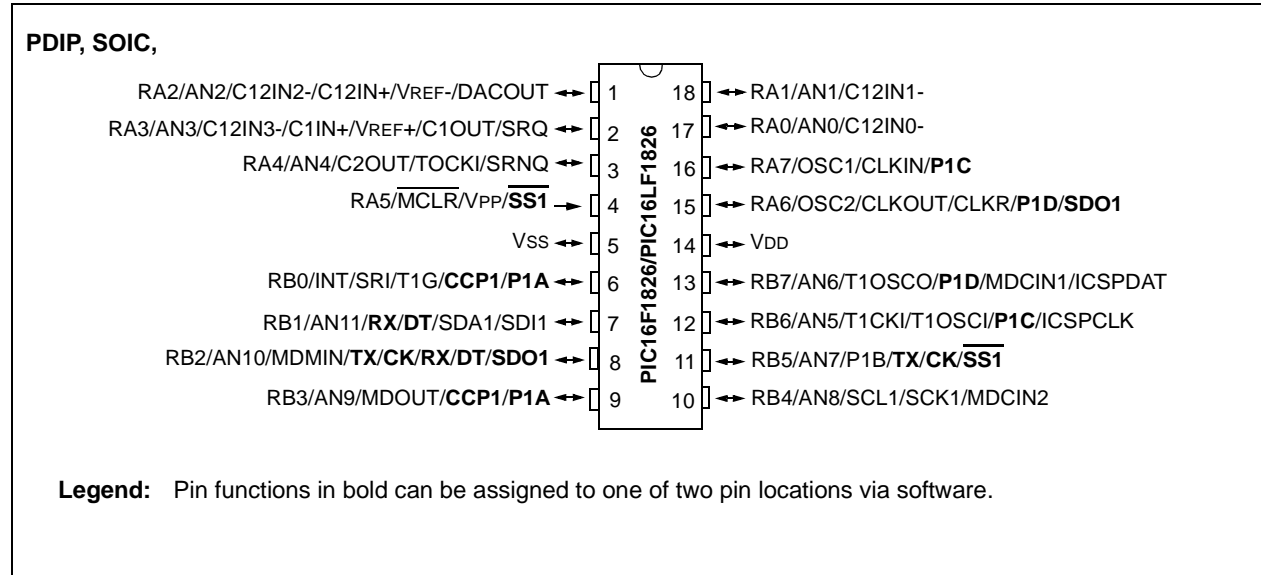 PDIP, SOIC,
RA2/AN2/C12IN2-/C12IN+/VREF-/DACOUT 1
RA3/AN3/C12IN3-/C1IN+/VREF+/C1OUT/SRQ 2
RA4/AN4/C2OUT/TOCKI/SRNQ 3
RA5/MCLR/VPP/SS1 4
VSS 5
RB0/INT/SRI/T1G/CCP1/P1A 6
RB1/AN11/RX/DT/SDA1/SDI1 7
RB2/AN10/MDMIN/TX/CK/RX/DT/SDO1 8
RB3/AN9/MDOUT/CCP1/P1A 9
PIC16F1826/PIC16LF1826
18 RA1/AN1/C12IN1-
17 RA0/AN0/C12IN0-
16 RA7/OSC1/CLKIN/P1C
15 RA6/OSC2/CLKOUT/CLKR/P1D/SDO1
14 VDD
13 RB7/AN6/T1OSCO/P1D/MDCIN1/ICSPDAT
12 RB6/AN5/T1CKI/T1OSCI/P1C/ICSPCLK
11 RB5/AN7/P1B/TX/CK/SS1
10 RB4/AN8/SCL1/SCK1/MDCIN2
Legend: Pin functions in bold can be assigned to one of two pin locations via software.